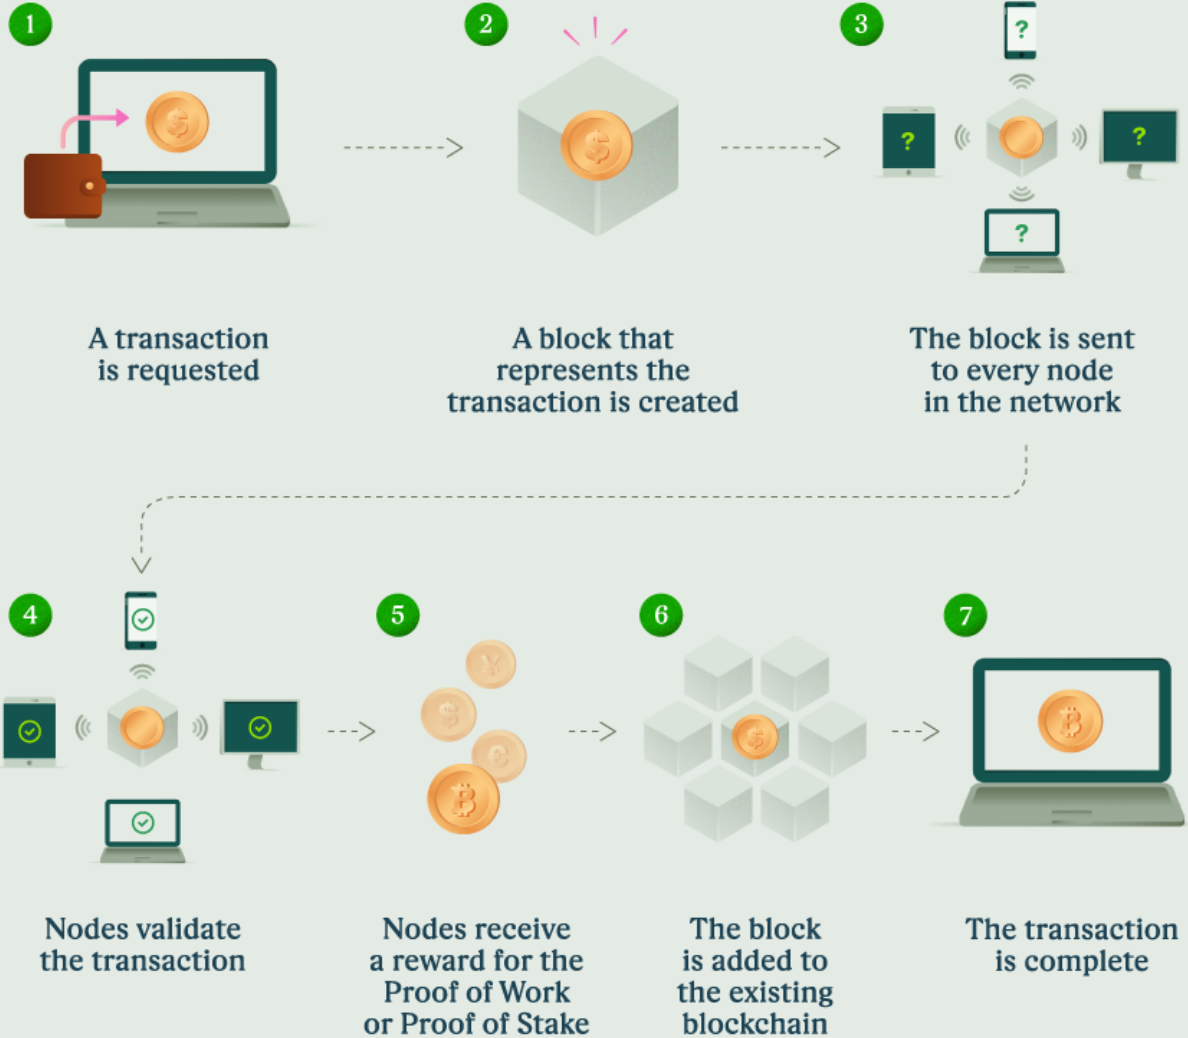 1
2
3
?
$
$
?
?
?
A transaction
is requested
A block that
represents the
transaction is created
The block is sent
to every node
in the network
4
5
6
7
¥
$
€
₿
$
₿
Nodes validate
the transaction
Nodes receive
a reward for the
Proof of Work
or Proof of Stake
The block
is added to
the existing
blockchain
The transaction
is complete